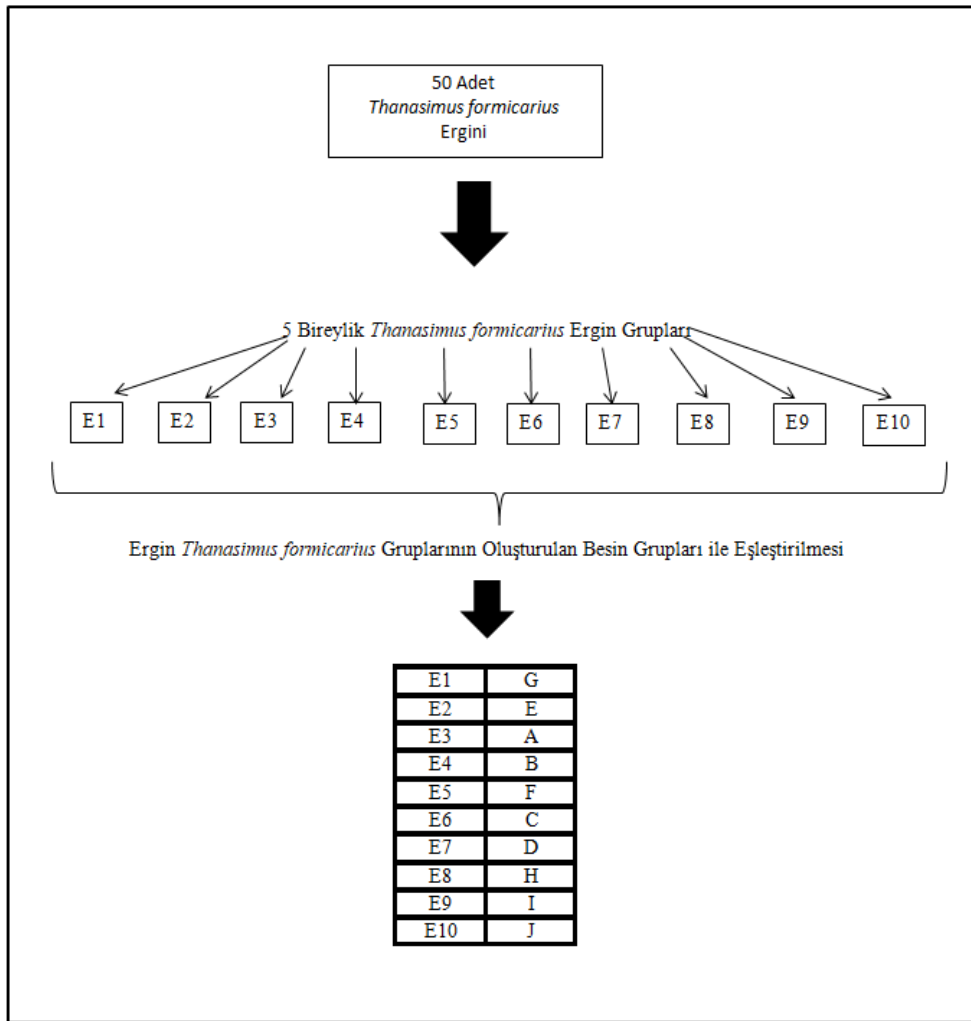 50 Adet
Thanasimus formicarius
Ergini
5 Bireylik Thanasimus formicarius Ergin Grupları
E1 E2 E3 E4 E5 E6 E7 E8 E9 E10
Ergin Thanasimus formicarius Gruplarının Oluşturulan Besin Grupları ile Eşleştirilmesi
E1 G
E2 E
E3 A
E4 B
E5 F
E6 C
E7 D
E8 H
E9 I
E10 J